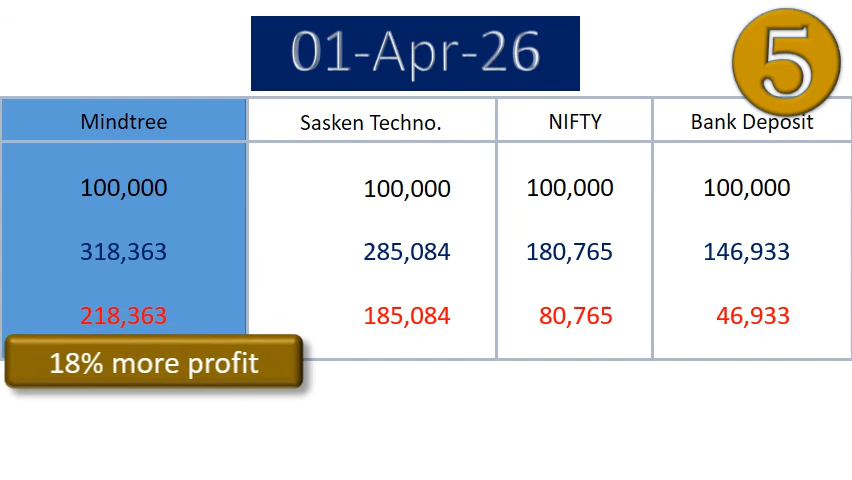 01-Apr-26
5
Mindtree Sasken Techno. NIFTY Bank Deposit
100,000 100,000 100,000 100,000
318,363 285,084 180,765 146,933
218,363 185,084 80,765 46,933
18% more profit